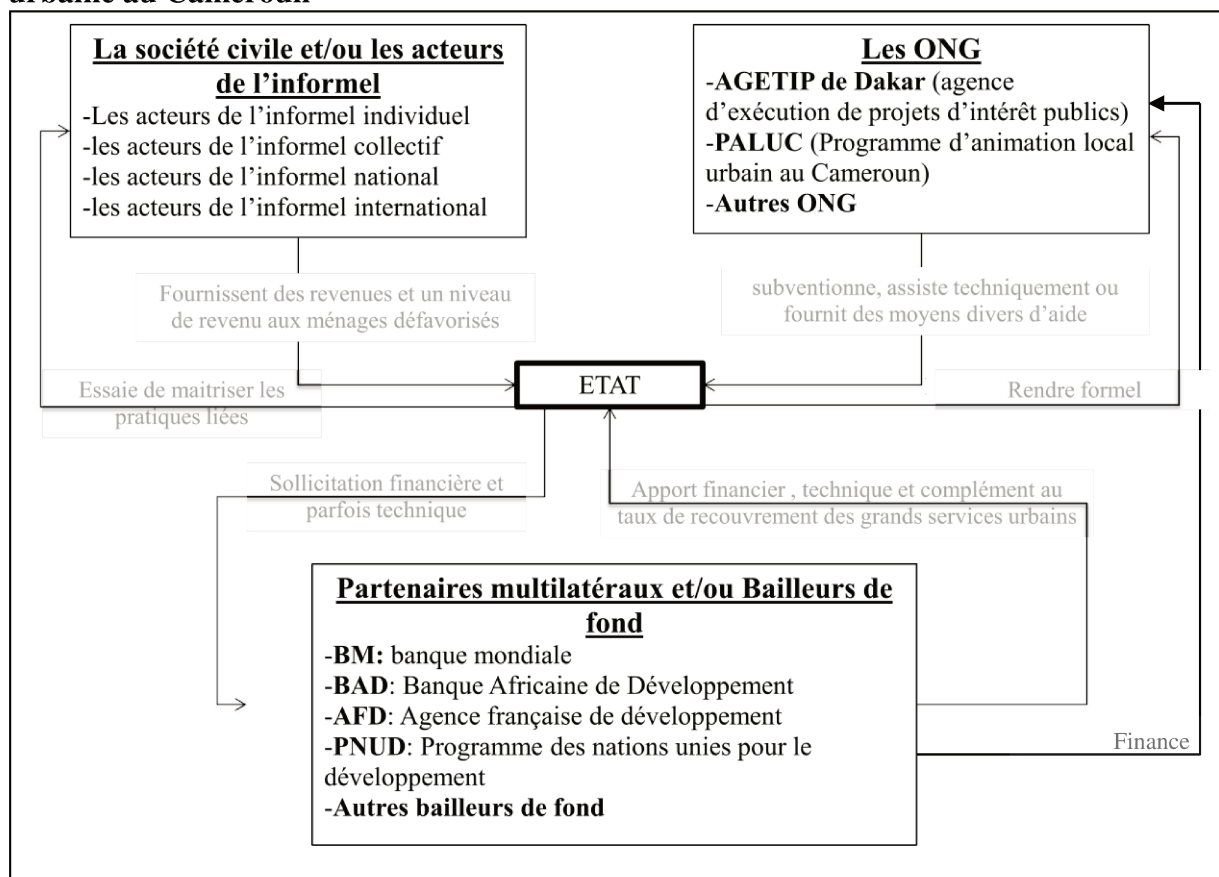 urbaine au Cameroun
La société civile et/ou les acteurs
de l’informel
-Les acteurs de l’informel individuel
-les acteurs de l’informel collectif
-les acteurs de l’informel national
-les acteurs de l’informel international
Les ONG
-AGETIP de Dakar (agence
d’exécution de projets d’intérêt publics)
-PALUC (Programme d’animation local
urbain au Cameroun)
-Autres ONG
Fournissent des revenues et un niveau
de revenu aux ménages défavorisés
subventionne, assiste techniquement ou
fournit des moyens divers d’aide
Essaie de maitriser les
pratiques liées
ETAT
Rendre formel
Sollicitation financière et
parfois technique
Apport financier , technique et complément au
taux de recouvrement des grands services urbains
Partenaires multilatéraux et/ou Bailleurs de
fond
-BM: banque mondiale
-BAD: Banque Africaine de Développement
-AFD: Agence française de développement
-PNUD: Programme des nations unies pour le
développement
-Autres bailleurs de fond
Finance